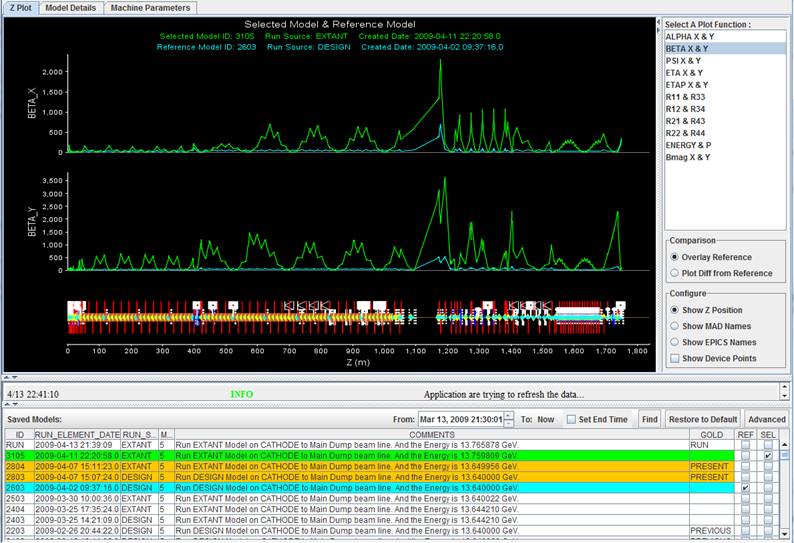 Z Plot Model Details Machine Parameters
Selected Model & Reference Model
Selected Model ID: 3105 Run Source: EXTANT Created Date: 2009-04-11 22:20:58.0
Reference Model ID: 2603 Run Source: DESIGN Created Date: 2009-04-02 09:37:16.0
BETA_X
2,000
1,500
1,000
500
0
BETA_Y
3,500
3,000
2,500
2,000
1,500
1,000
500
0
0 100 200 300 400 500 600 700 800 900 1,000 1,100 1,200 1,300 1,400 1,500 1,600 1,700 1,800
Z (m)
Select A Plot Function :
ALPHA X & Y
BETA X & Y
PSI X & Y
ETA X & Y
ETAP X & Y
R11 & R33
R12 & R34
R21 & R43
R22 & R44
ENERGY & P
Bmag X & Y
Comparison
Overlay Reference
Plot Diff from Reference
Configure
Show Z Position
Show MAD Names
Show EPICS Names
Show Device Points
4/13 22:41:10 INFO Application are trying to refresh the data...
Saved Models: From: Mar 13, 2009 21:30:01 To: Now Set End Time Find Restore to Default Advanced
ID RUN_ELEMENT_DATE RUN_S... M... COMMENTS GOLD REF SEL
RUN 2009-04-13 21:39:09 EXTANT 5 Run EXTANT Model on CATHODE to Main Dump beam line. And the Energy is 13.765878 GeV. RUN
3105 2009-04-11 22:20:58.0 EXTANT 5 Run EXTANT Model on CATHODE to Main Dump beam line. And the Energy is 13.759809 GeV.
2804 2009-04-07 15:11:23.0 EXTANT 5 Run EXTANT Model on CATHODE to Main Dump beam line. And the Energy is 13.649956 GeV. PRESENT
2803 2009-04-07 15:07:24.0 DESIGN 5 Run DESIGN Model on CATHODE to Main Dump beam line. And the Energy is 13.640000 GeV. PRESENT
2603 2009-04-02 09:37:16.0 DESIGN 5 Run DESIGN Model on CATHODE to Main Dump beam line. And the Energy is 13.640000 GeV.
2503 2009-03-30 10:00:36.0 EXTANT 5 Run EXTANT Model on CATHODE to Main Dump beam line. And the Energy is 13.640022 GeV.
2404 2009-03-25 17:35:24.0 EXTANT 5 Run EXTANT Model on CATHODE to Main Dump beam line. And the Energy is 13.644210 GeV.
2403 2009-03-25 14:21:09.0 EXTANT 5 Run EXTANT Model on CATHODE to Main Dump beam line. And the Energy is 13.644210 GeV.
2203 2009-02-26 20:44:22.0 DESIGN 5 Run DESIGN Model on CATHODE to Main Dump beam line. And the Energy is 13.640000 GeV. PREVIOUS